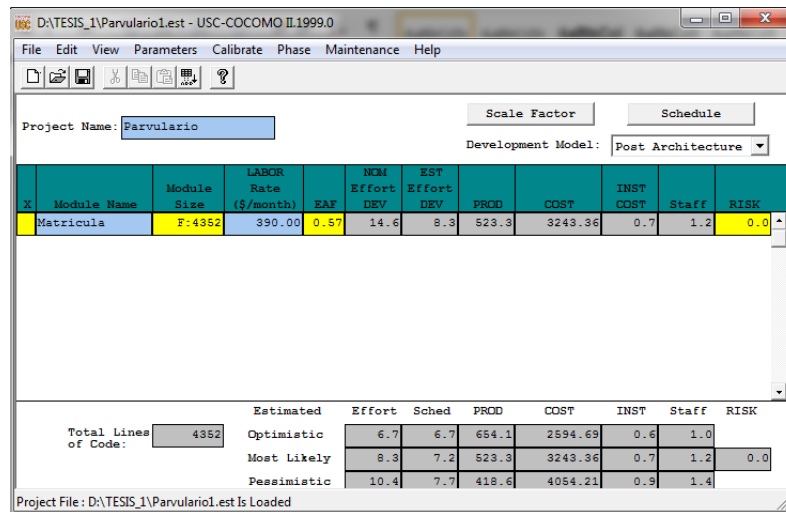 USC D:\TESIS_1\Parvulario1.est - USC-COCOMO II.1999.0
File Edit View Parameters Calibrate Phase Maintenance Help
Scale Factor Schedule
Project Name: Parvulario
Development Model: Post Architecture
X Module Name Module Size LABOR Rate ($/month) EAF NOM Effort DEV EST Effort DEV PROD COST INST COST Staff RISK
Matricula F:4352 390.00 0.57 14.6 8.3 523.3 3243.36 0.7 1.2 0.0
Estimated Effort Sched PROD COST INST Staff RISK
Total Lines of Code: 4352 Optimistic 6.7 6.7 654.1 2594.69 0.6 1.0
Most Likely 8.3 7.2 523.3 3243.36 0.7 1.2 0.0
Pessimistic 10.4 7.7 418.6 4054.21 0.9 1.4
Project File : D:\TESIS_1\Parvulario1.est Is Loaded